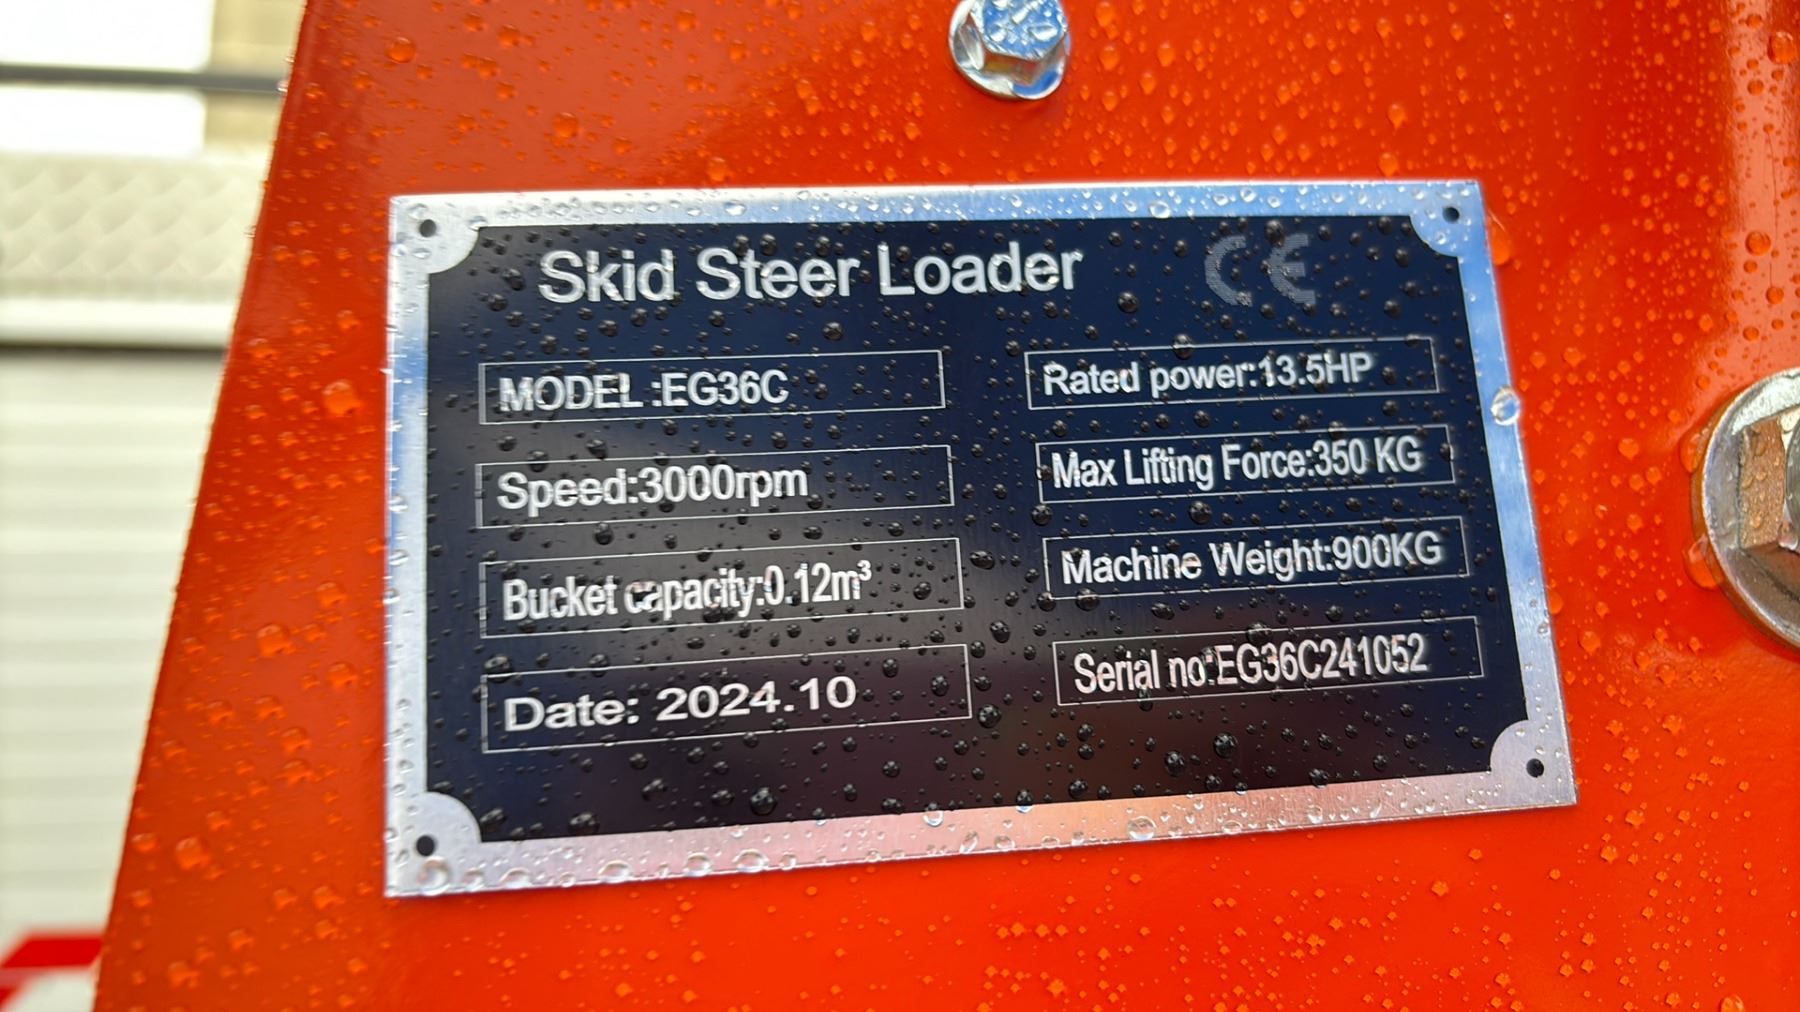 Skid Steer Loader CE
MODEL :EG36C
Rated power:13.5HP
Speed:3000rpm
Max Lifting Force:350 KG
Bucket capacity:0.12m³
Machine Weight:900KG
Date: 2024.10
Serial no:EG36C241052